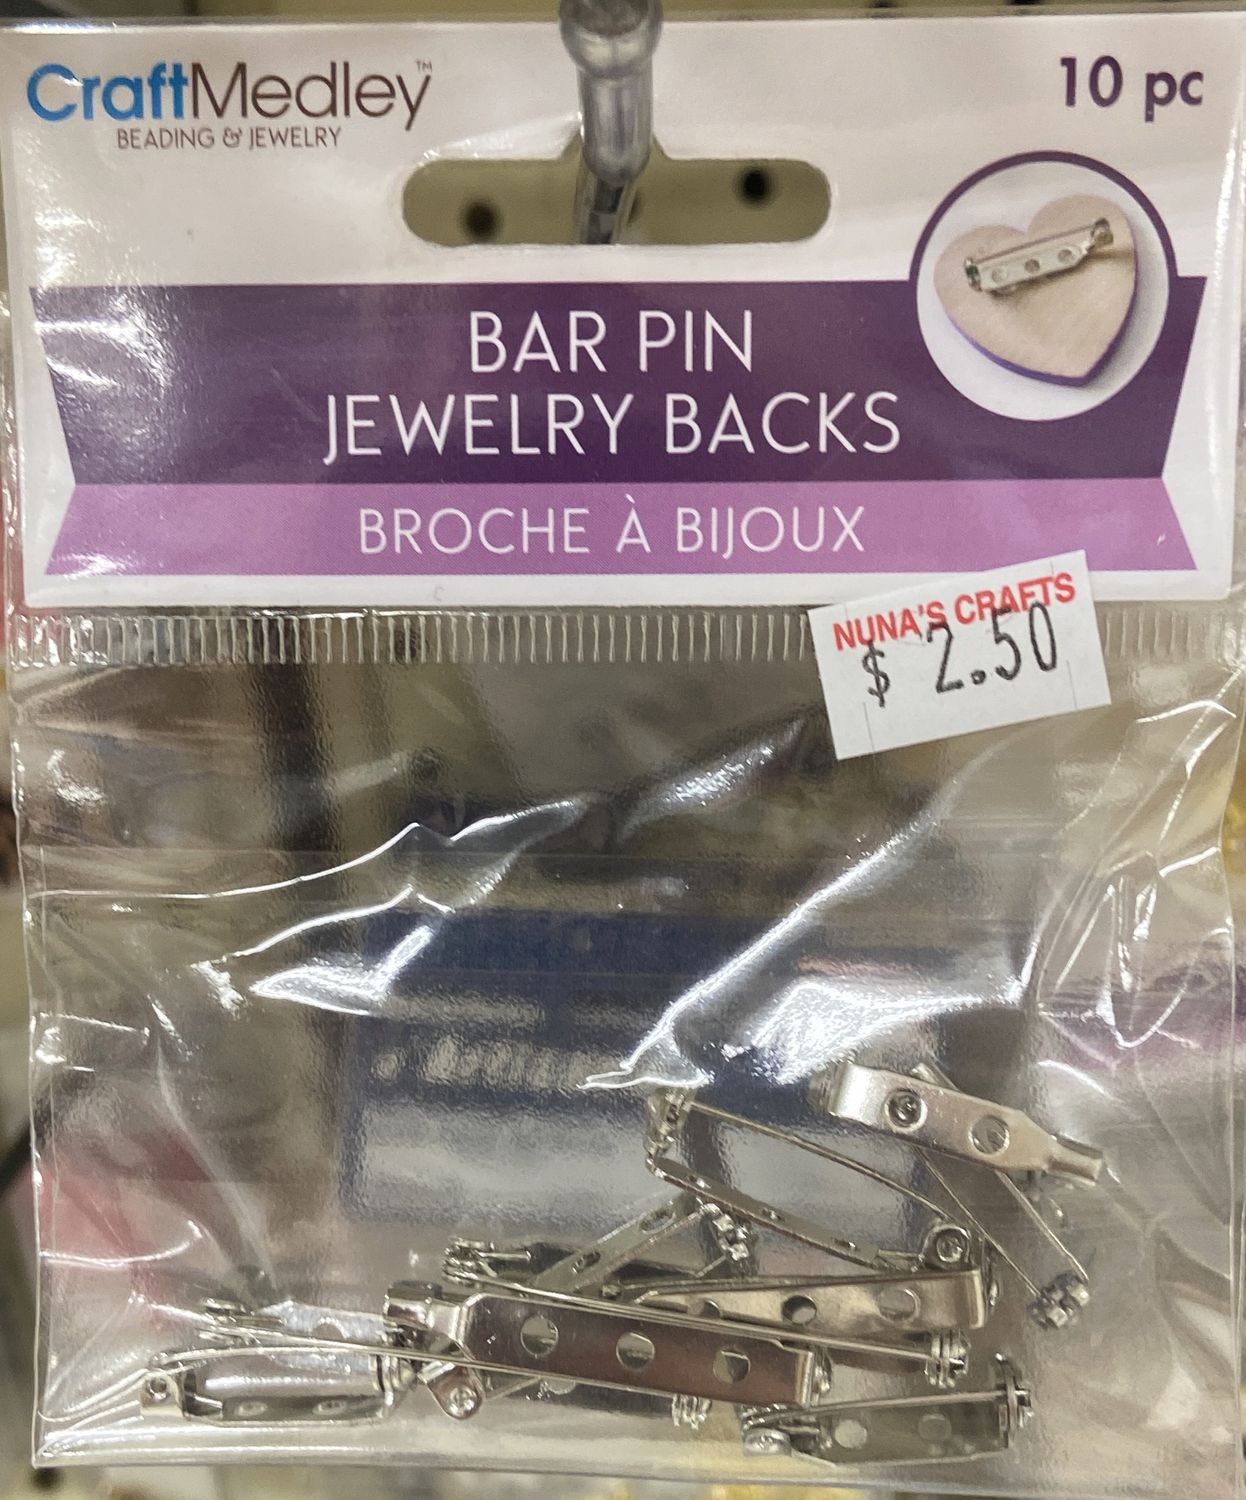 CraftMedley™
BEADING & JEWELRY
10 pc
BAR PIN
JEWELRY BACKS
BROCHE À BIJOUX
NUNA'S CRAFTS
$ 2.50